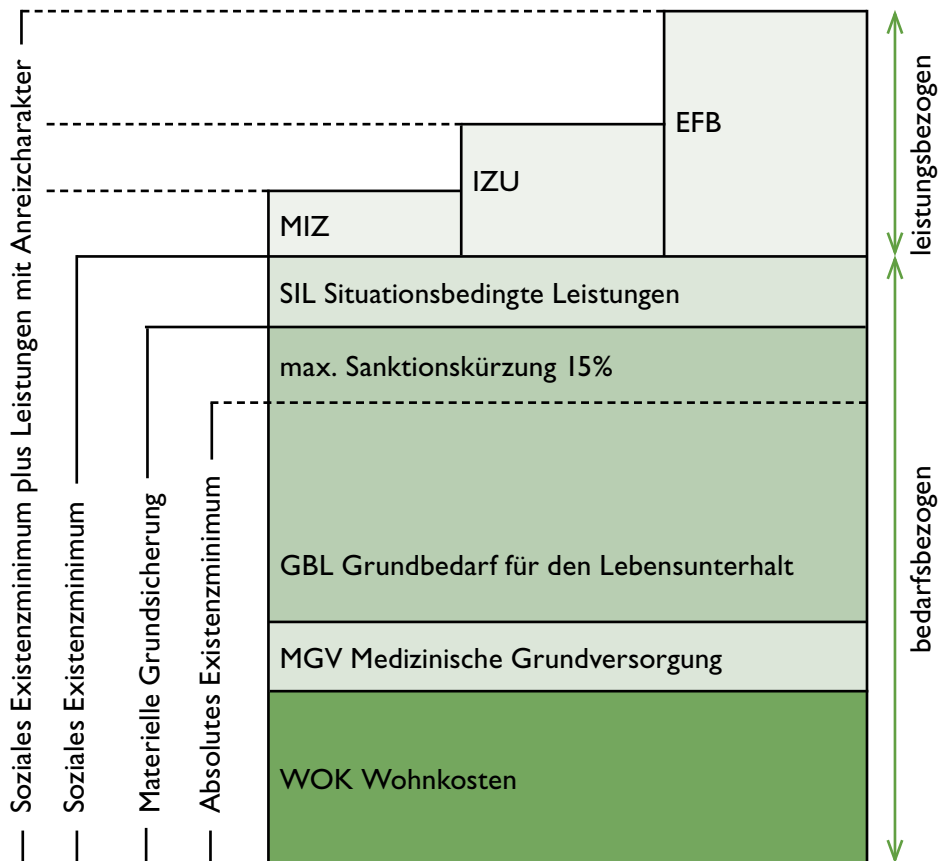 Soziales Existenzminimum plus Leistungen mit Anreizcharakter
Soziales Existenzminimum
Materielle Grundsicherung
Absolutes Existenzminimum
EFB
IZU
MIZ
SIL Situationsbedingte Leistungen
max. Sanktionskürzung 15%
GBL Grundbedarf für den Lebensunterhalt
MGV Medizinische Grundversorgung
WOK Wohnkosten
leistungsbezogen
bedarfsbezogen